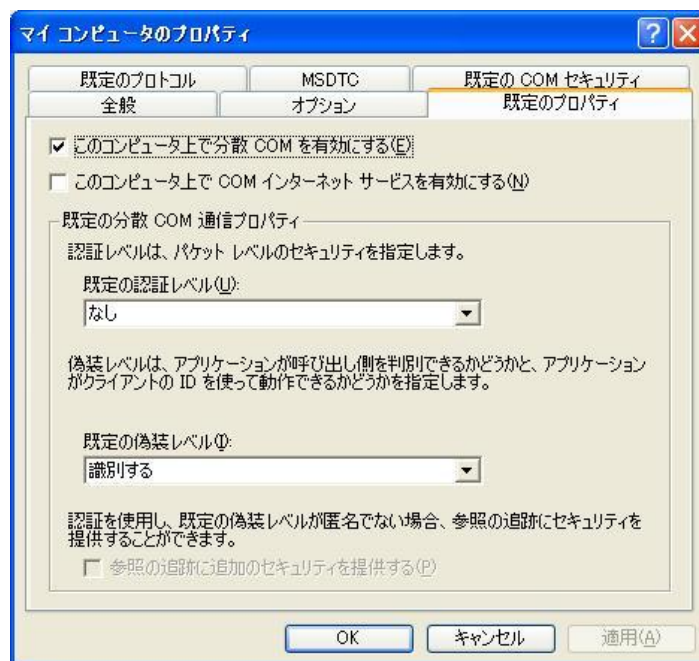 マイ コンピュータのプロパティ
既定のプロトコル
MSDTC
既定の COM セキュリティ
全般
オプション
既定のプロパティ
このコンピュータ上で分散 COM を有効にする(E)
このコンピュータ上で COM インターネット サービスを有効にする(N)
既定の分散 COM 通信プロパティ
認証レベルは、パケット レベルのセキュリティを指定します。
既定の認証レベル(U):
なし
偽装レベルは、アプリケーションが呼び出し側を判別できるかどうかと、アプリケーション
がクライアントの ID を使って動作できるかどうかを指定します。
既定の偽装レベル(I):
識別する
認証を使用し、既定の偽装レベルが匿名でない場合、参照の追跡にセキュリティを
提供することができます。
参照の追跡に追加のセキュリティを提供する(P)
OK
キャンセル
適用(A)